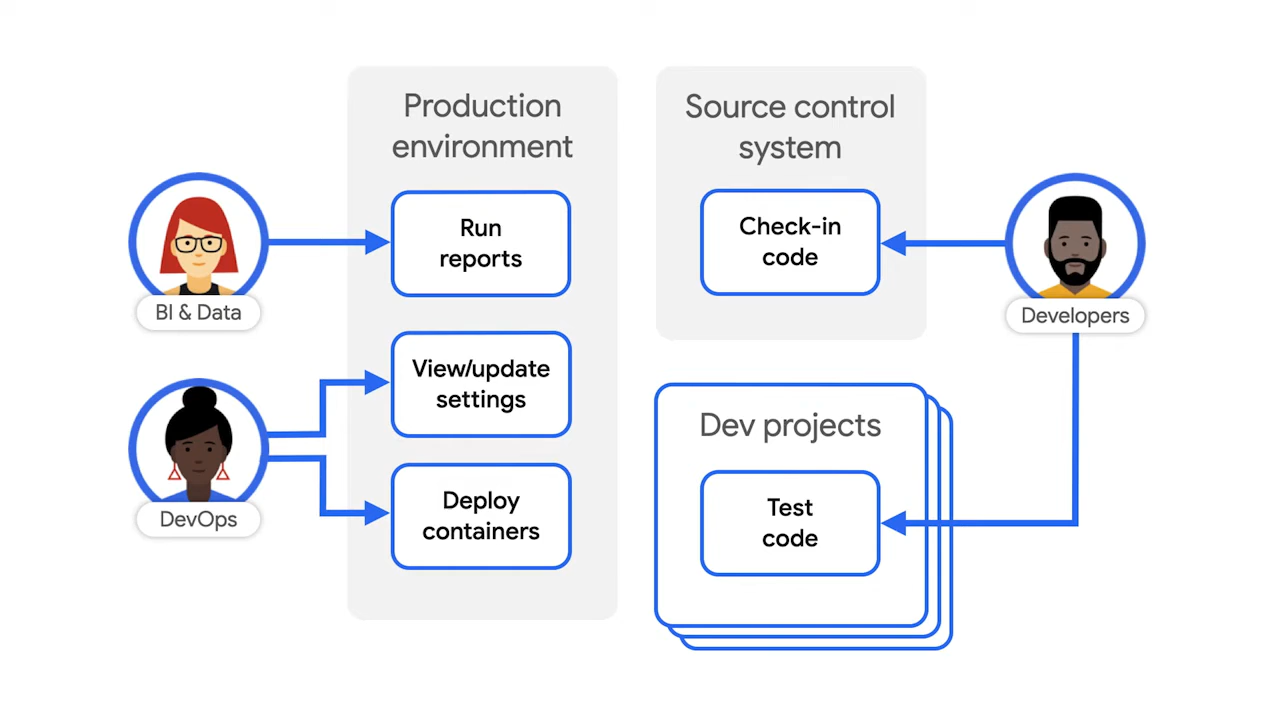 Production
environment
Run
reports
View/update
settings
Deploy
containers
BI & Data
DevOps
Source control
system
Check-in
code
Developers
Dev projects
Test
code